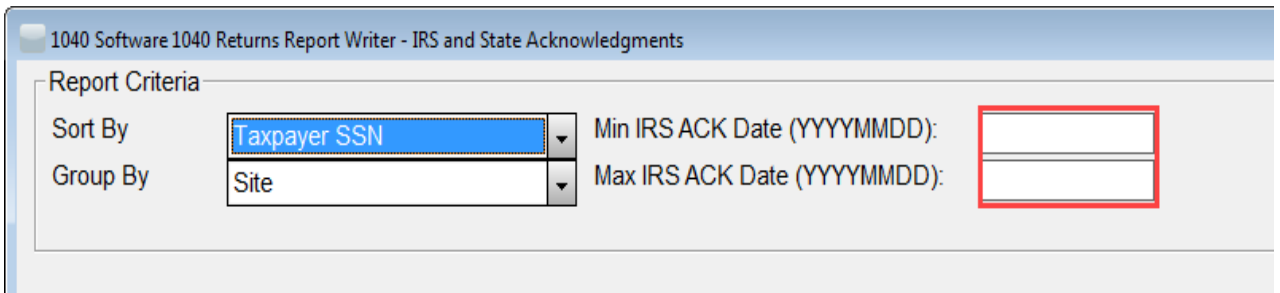 1040 Software 1040 Returns Report Writer - IRS and State Acknowledgments
Report Criteria
Sort By Taxpayer SSN Min IRS ACK Date (YYYYMMDD):
Group By Site Max IRS ACK Date (YYYYMMDD):